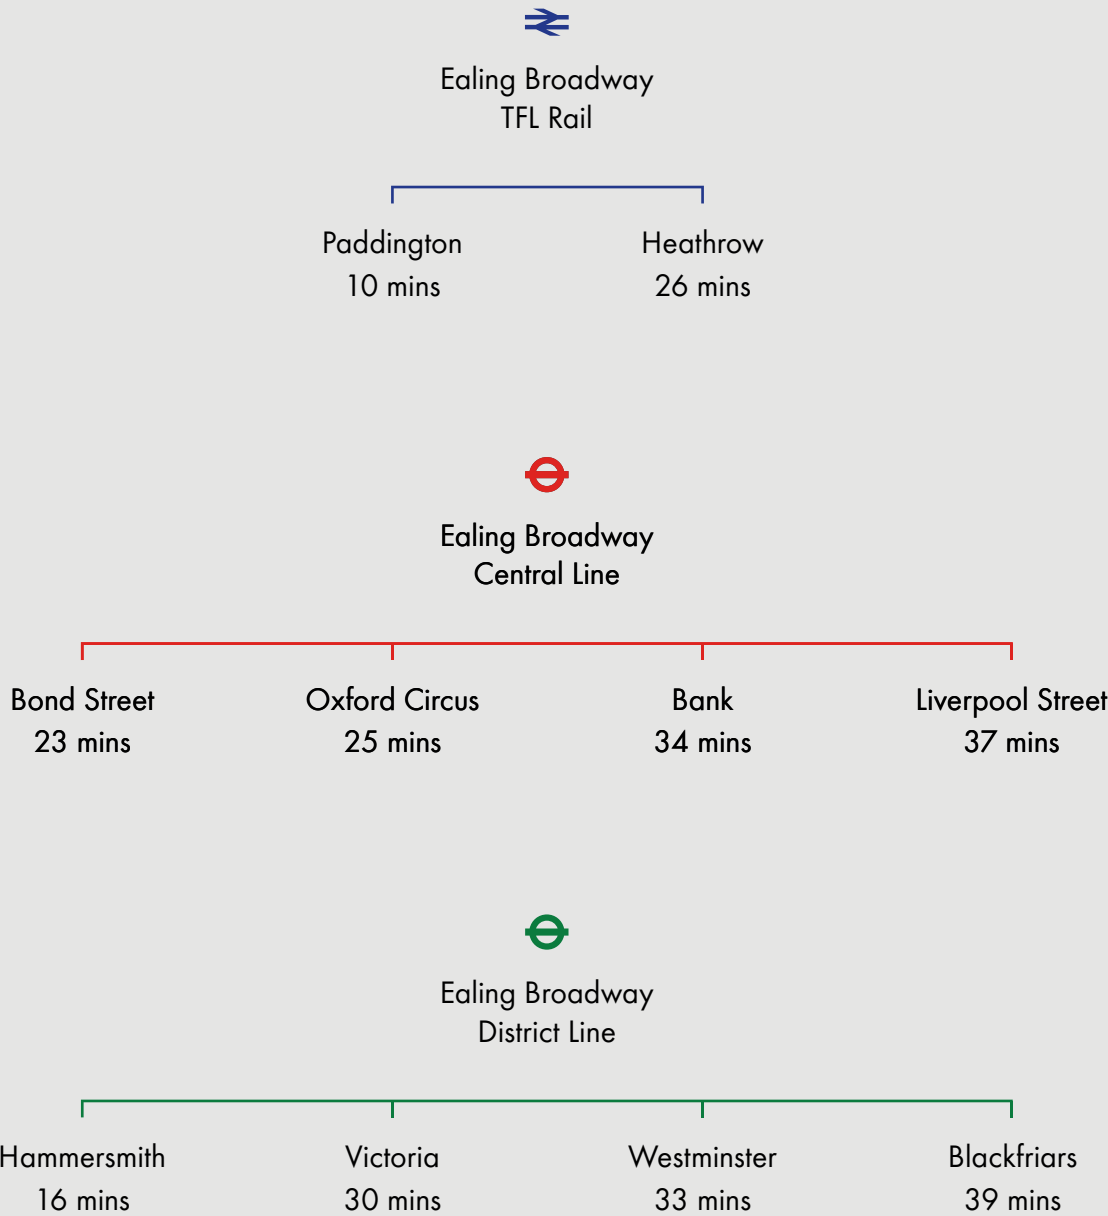 Ealing Broadway
TFL Rail
Paddington
10 mins
Heathrow
26 mins
Ealing Broadway
Central Line
Bond Street
23 mins
Oxford Circus
25 mins
Bank
34 mins
Liverpool Street
37 mins
Ealing Broadway
District Line
Hammersmith
16 mins
Victoria
30 mins
Westminster
33 mins
Blackfriars
39 mins